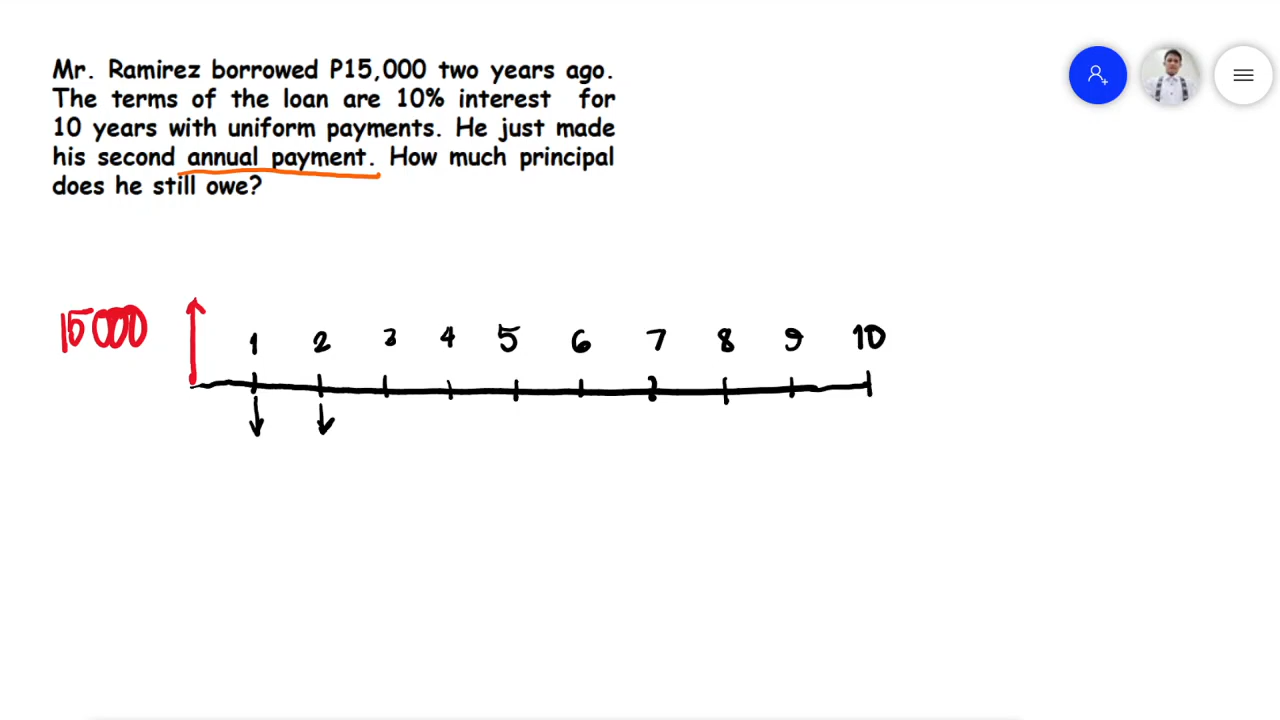 Mr. Ramirez borrowed P15,000 two years ago.
The terms of the loan are 10% interest for
10 years with uniform payments. He just made
his second annual payment. How much principal
does he still owe?
15000
1 2 3 4 5 6 7 8 9 10